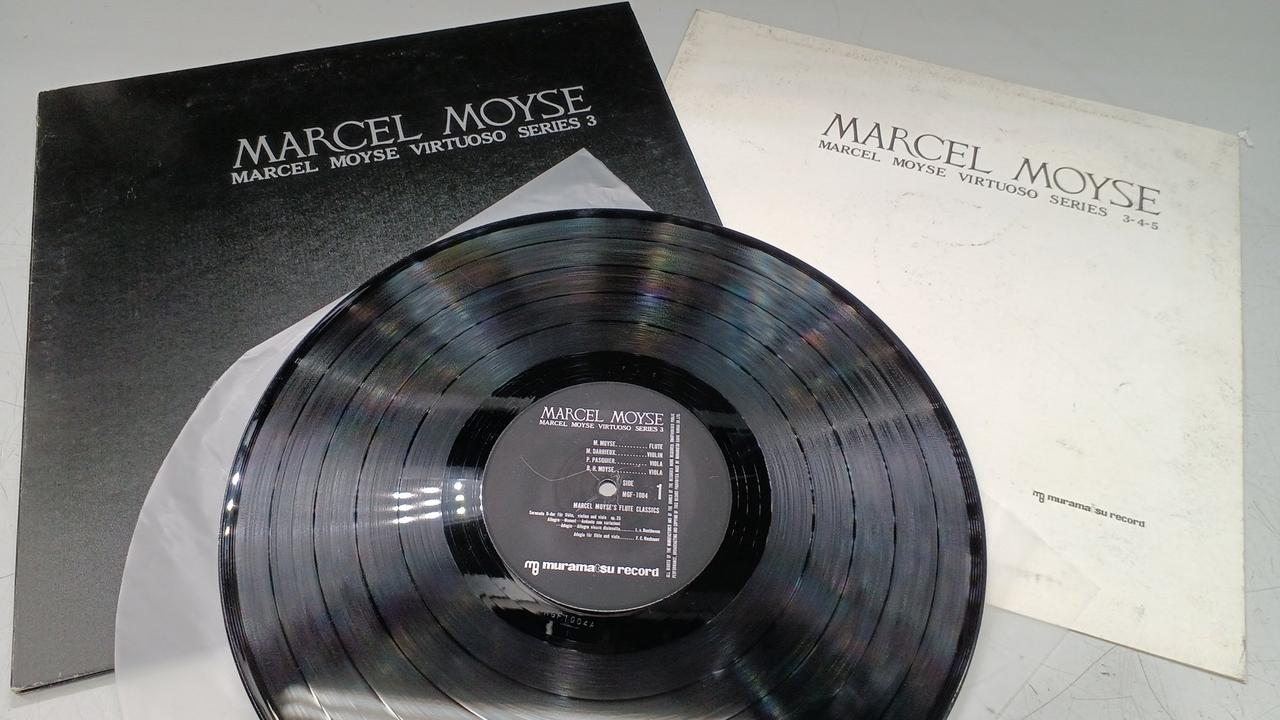 MARCEL MOYSE
MARCEL MOYSE VIRTUOSO SERIES 3
MARCEL MOYSE
MARCEL MOYSE VIRTUOSO SERIES 3-4-5
muramatsu record
MARCEL MOYSE
MARCEL MOYSE VIRTUOSO SERIES 3
M. MOYSE........... FLUTE
M. DARRIEUX........... VIOLIN
P. PASQUIER........... VIOLA
VIOLA
SIDE
MGF-1004 1
MARCEL MOYSE'S FLUTE CLASSICS
muramatsu record